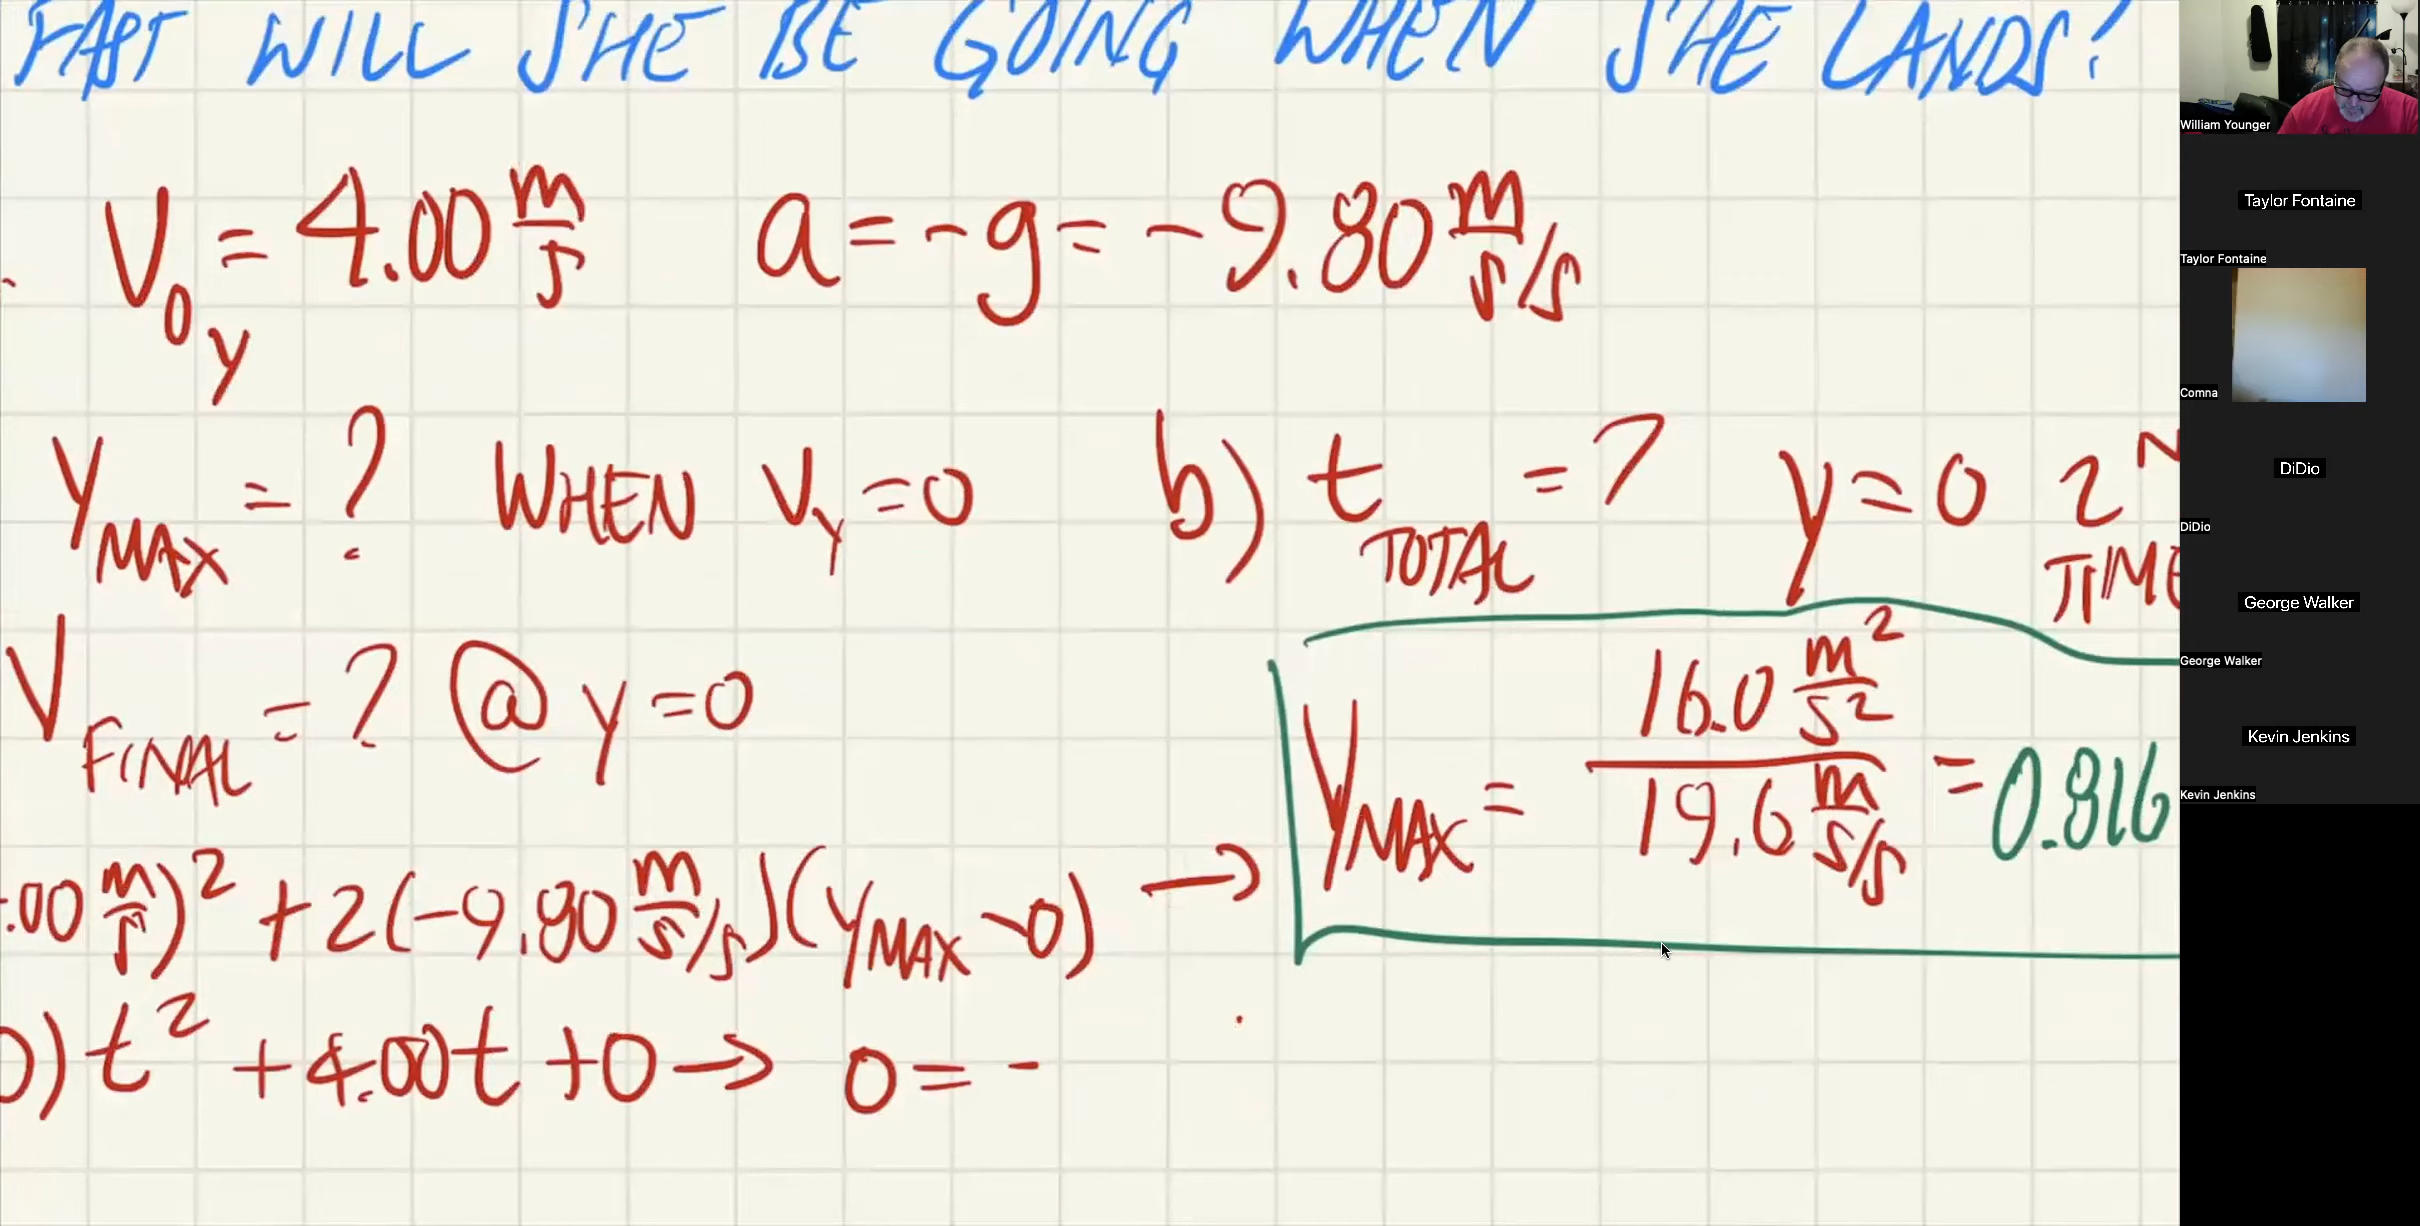 FAST WILL SHE BE GOING WHEN SHE LANDS?
V₀y = 4.00 m/s a = -g = -9.80 m/s/s
YMAX = ? WHEN Vy = 0 b) tTOTAL = ? y = 0 2ᴺ TIME
VFINAL = ? @ y = 0
YMAX = 16.0 m²/s² / 19.6 m/s/s = 0.816
.00 m/s)² + 2(-9.80 m/s/s)(yMAX - 0) →
0)t² + 4.00t + 0 → 0 = -
William Younger
Taylor Fontaine
Taylor Fontaine
Comna
DiDio
DiDio
George Walker
George Walker
Kevin Jenkins
Kevin Jenkins